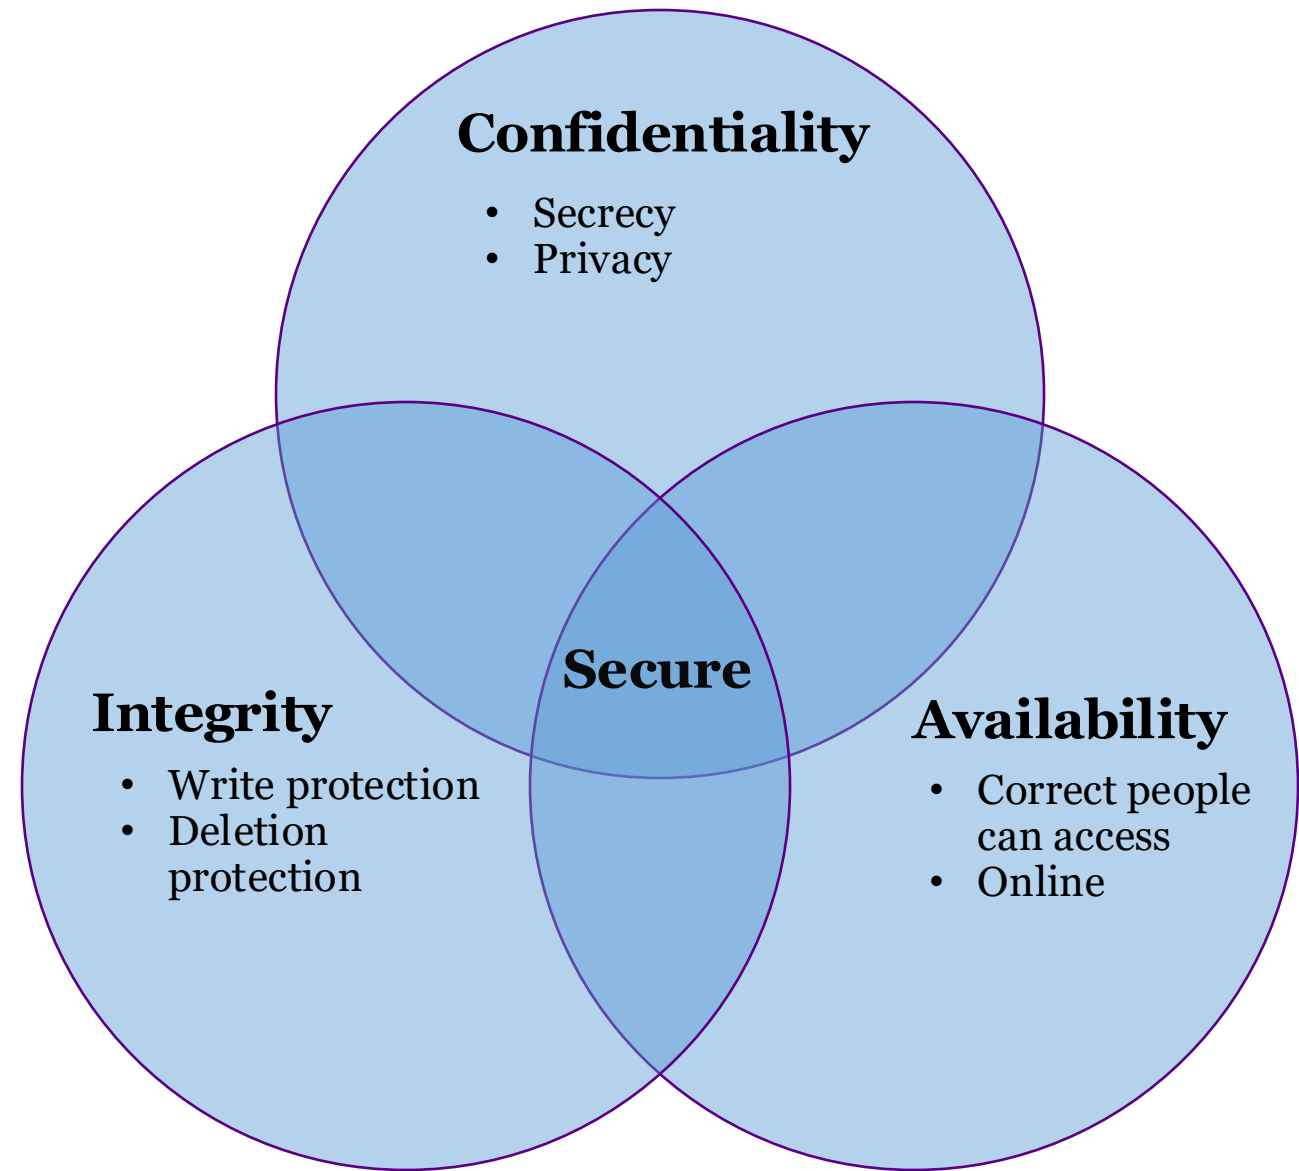 Confidentiality
• Secrecy
• Privacy
Secure
Integrity
• Write protection
• Deletion
protection
Availability
• Correct people
can access
• Online